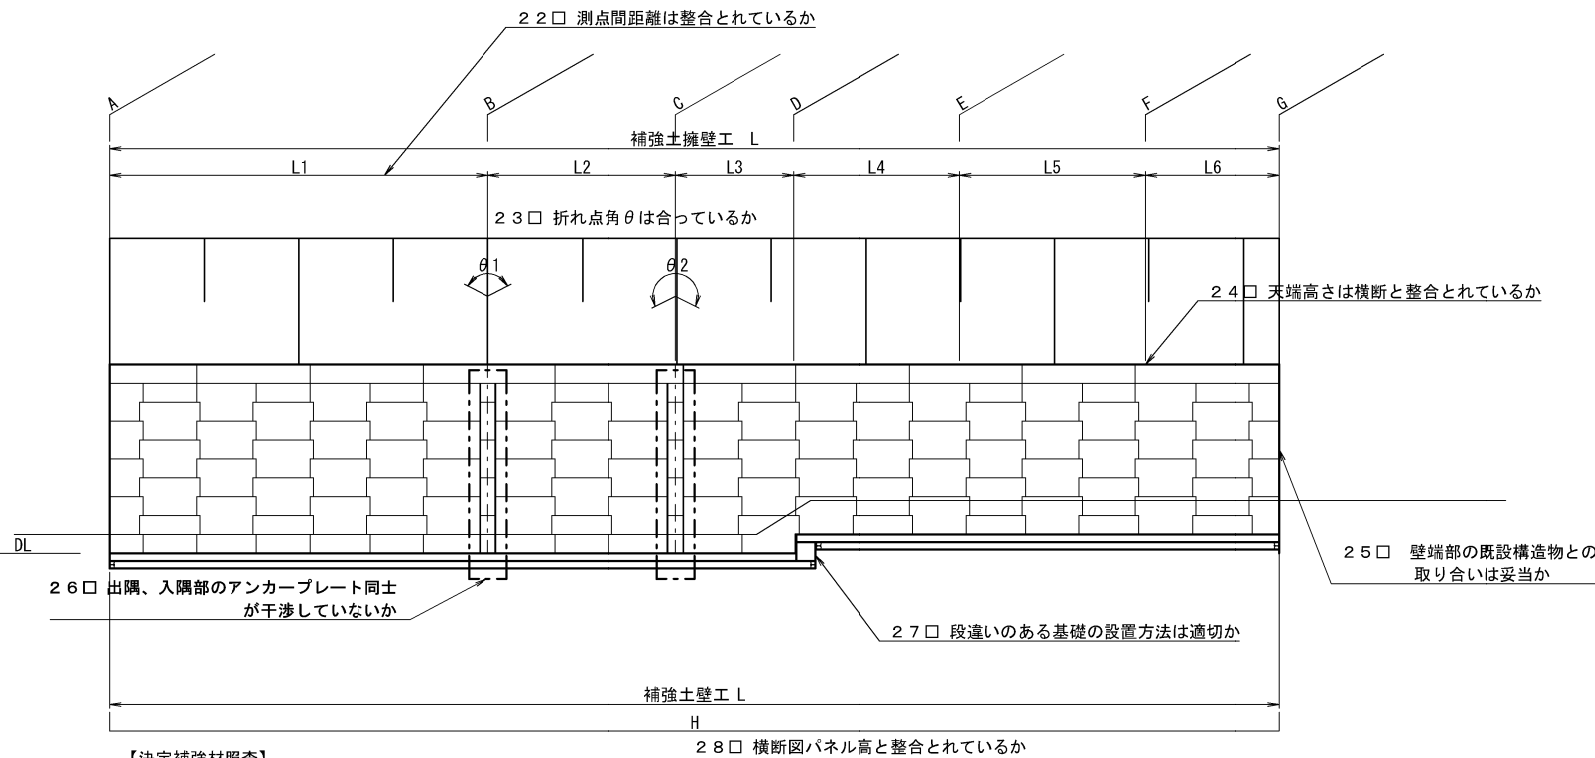 ２２□ 測点間距離は整合とれているか
A
B
C
D
E
F
G
補強土擁壁工 L
L1
L2
L3
L4
L5
L6
２３□ 折れ点角θは合っているか
θ1
θ2
２４□ 天端高さは横断と整合とれているか
DL
２５□ 壁端部の既設構造物との
取り合いは妥当か
２６□ 出隅、入隅部のアンカープレート同士
が干渉していないか
２７□ 段違いのある基礎の設置方法は適切か
補強土壁工 L
H
２８□ 横断図パネル高と整合とれているか
【決定補強材照査】